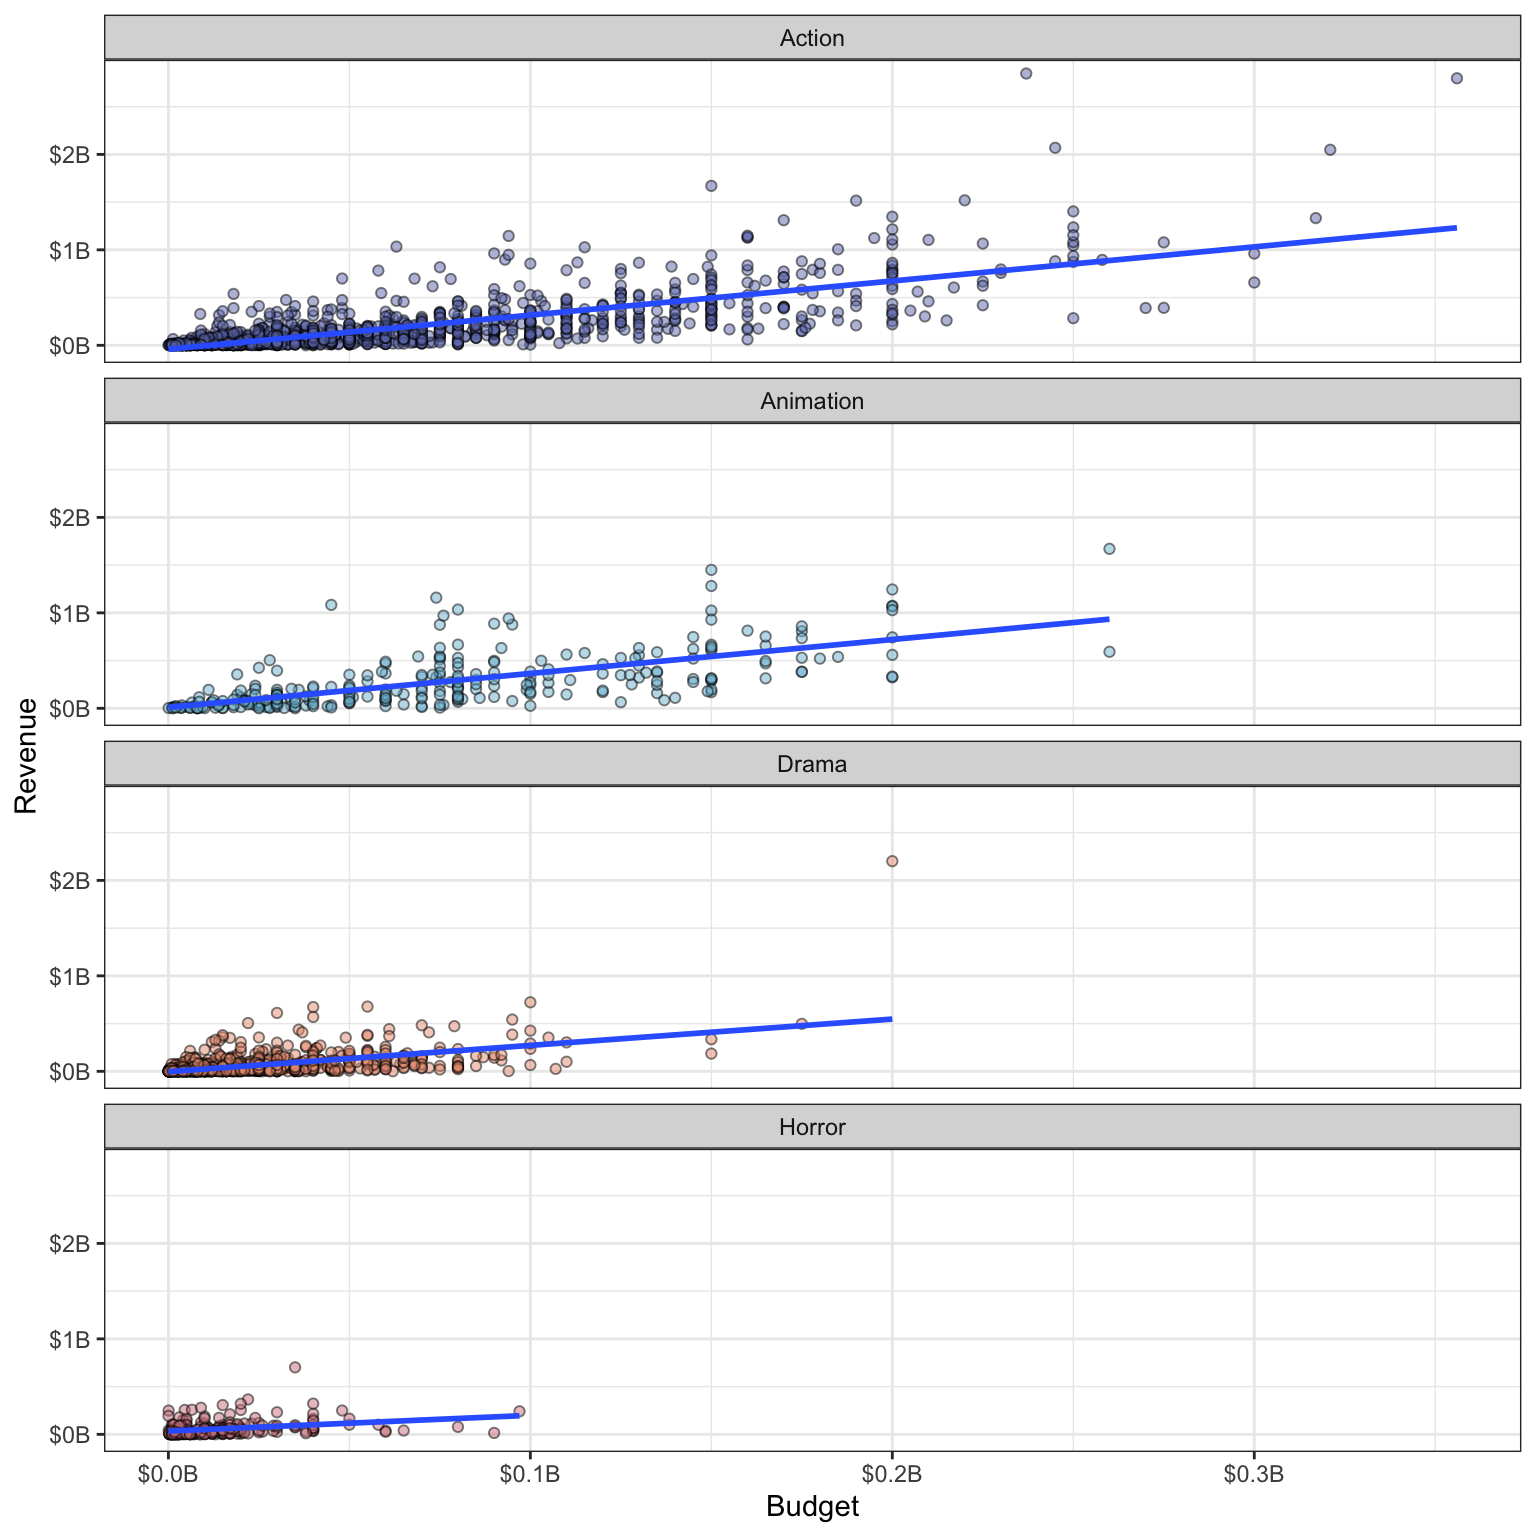 Action
$2B
$1B
$0B
Animation
$2B
$1B
$0B
Revenue
Drama
$2B
$1B
$0B
Horror
$2B
$1B
$0B
$0.0B $0.1B $0.2B $0.3B
Budget